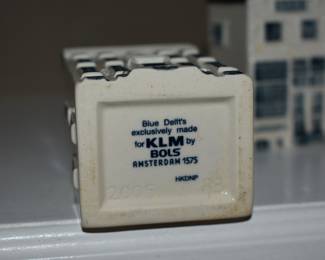 Blue Delft's
exclusively made
for KLM by
BOLS
AMSTERDAM 1575
HKDNP